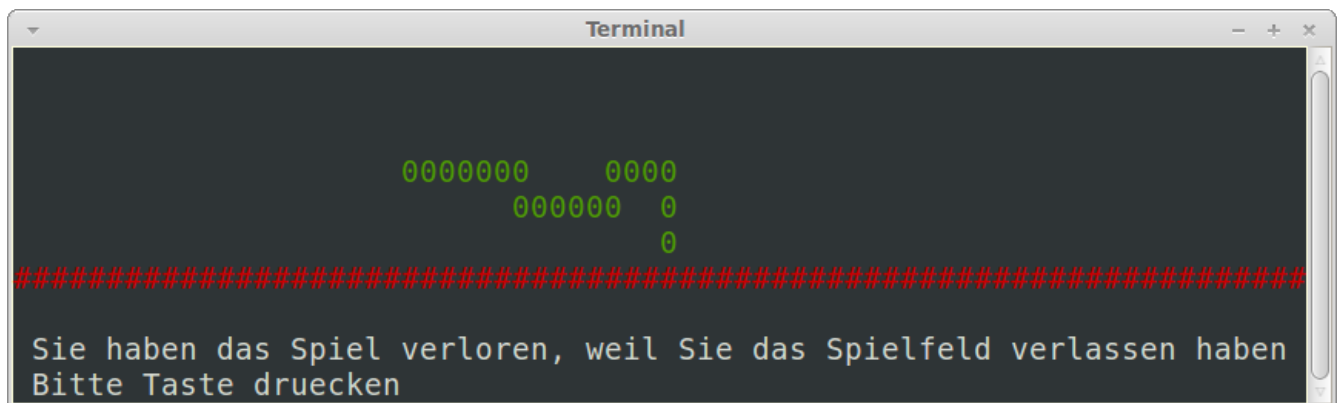 Terminal
0000000    0000
000000  0
0
######################################################################
Sie haben das Spiel verloren, weil Sie das Spielfeld verlassen haben
Bitte Taste druecken